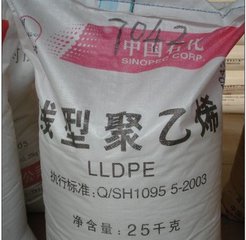 7042
中国石化
SINOPEC CORP.
线型聚乙烯
LLDPE
执行标准：Q/SH1095 5-2003
净含量：25千克